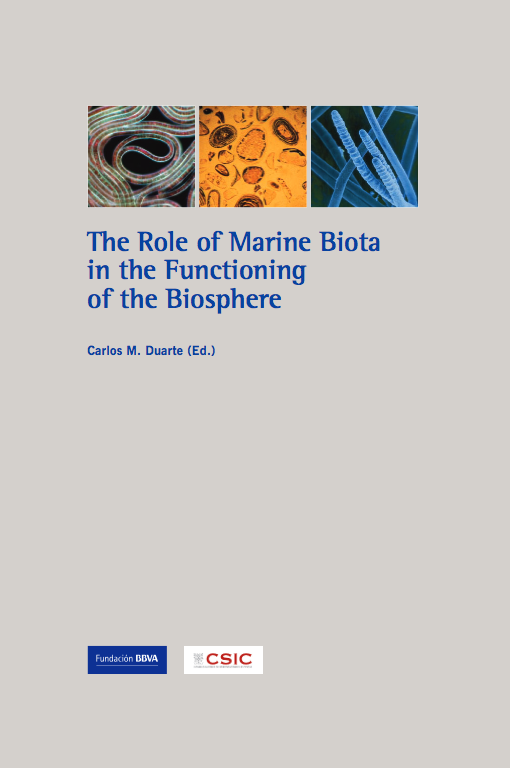 The Role of Marine Biota
in the Functioning
of the Biosphere
Carlos M. Duarte (Ed.)
Fundación BBVA
CSIC